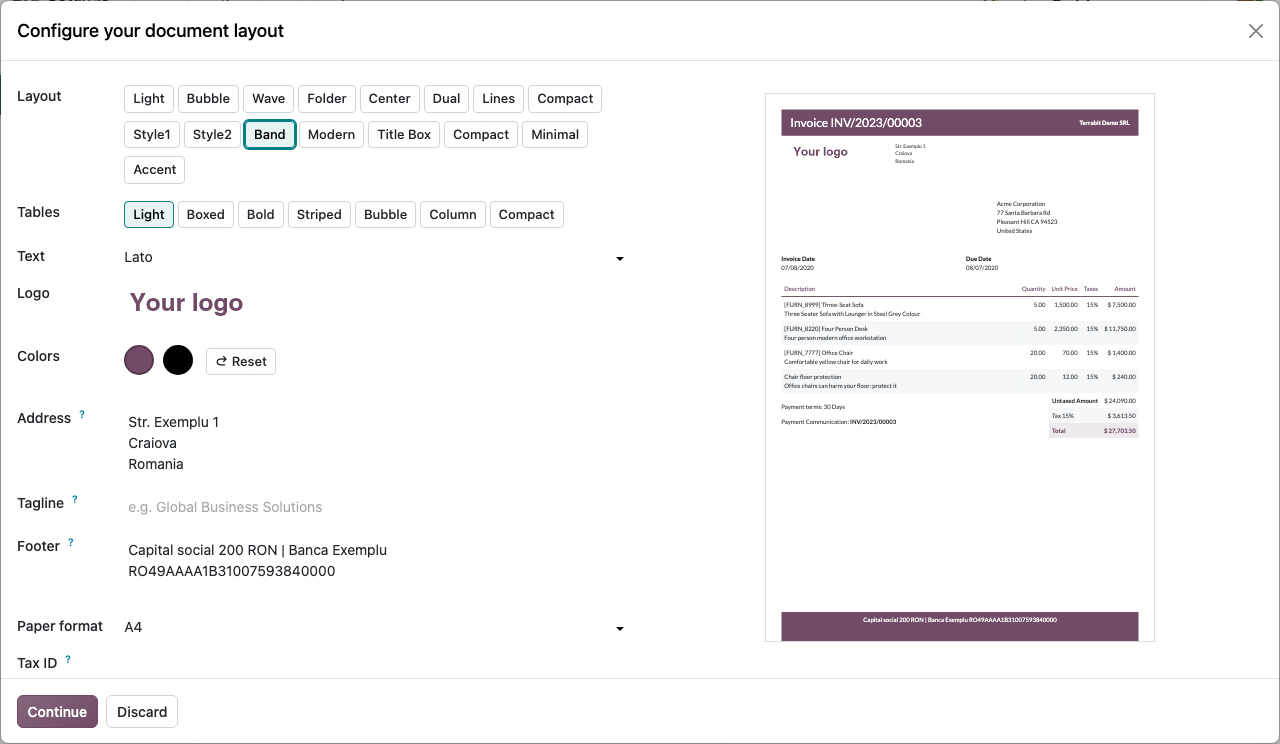 Configure your document layout
Layout
Light Bubble Wave Folder Center Dual Lines Compact
Style1 Style2 Band Modern Title Box Compact Minimal
Accent
Tables
Light Boxed Bold Striped Bubble Column Compact
Text
Lato
Logo
Your logo
Colors
Reset
Address ?
Str. Exemplu 1
Craiova
Romania
Tagline ?
e.g. Global Business Solutions
Footer ?
Capital social 200 RON | Banca Exemplu
RO49AAAA1B31007593840000
Paper format
A4
Tax ID ?
Continue Discard
Invoice INV/2023/00003 Terrabit Demo SRL
Your logo
Str. Exemplu 1
Craiova
Romania
Acme Corporation
77 Santa Barbara Rd
Pleasant Hill CA 94523
United States
Invoice Date Due Date
07/08/2020 08/07/2020
Description Quantity Unit Price Taxes Amount
[FURN_8999] Three-Seat Sofa 5.00 1,500.00 15% $ 7,500.00
Three Seater Sofa with Lounger in Steel Grey Colour
[FURN_8220] Four Person Desk 5.00 2,350.00 15% $ 11,750.00
Four person modern office workstation
[FURN_7777] Office Chair 20.00 70.00 15% $ 1,400.00
Comfortable yellow chair for daily work
Chair floor protection 20.00 12.00 15% $ 240.00
Office chairs can harm your floor: protect it
Untaxed Amount $ 24,090.00
Payment terms: 30 Days
Tax 15% $ 3,613.50
Payment Communication: INV/2023/00003
Total $ 27,703.50
Capital social 200 RON | Banca Exemplu RO49AAAA1B31007593840000